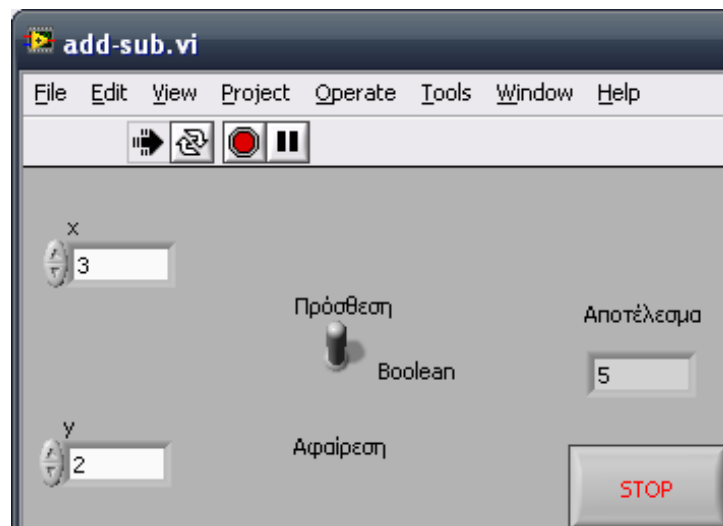 add-sub.vi
File Edit View Project Operate Tools Window Help
x
3
Πρόσθεση
Αποτέλεσμα
Boolean
5
y
2
Αφαίρεση
STOP